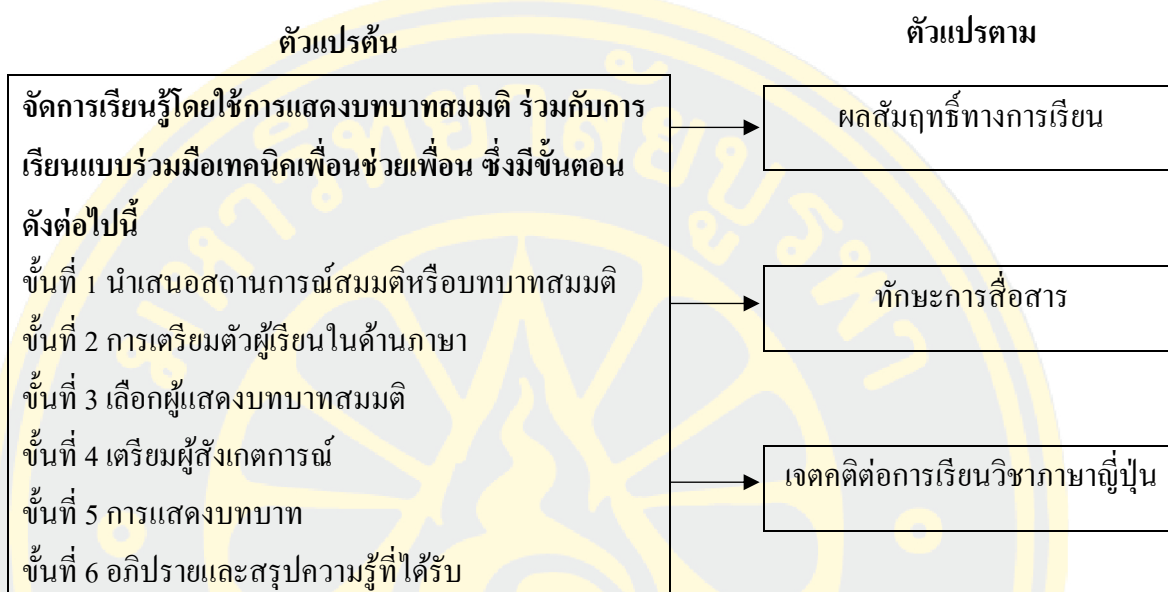 ตัวแปรต้น
ตัวแปรตาม
จัดการเรียนรู้โดยใช้การแสดงบทบาทสมมติ ร่วมกับการ
เรียนแบบร่วมมือเทคนิคเพื่อนช่วยเพื่อน ซึ่งมีขั้นตอน
ดังต่อไปนี้
ขั้นที่ 1 นำเสนอสถานการณ์สมมติหรือบทบาทสมมติ
ขั้นที่ 2 การเตรียมตัวผู้เรียนในด้านภาษา
ขั้นที่ 3 เลือกผู้แสดงบทบาทสมมติ
ขั้นที่ 4 เตรียมผู้สังเกตการณ์
ขั้นที่ 5 การแสดงบทบาท
ขั้นที่ 6 อภิปรายและสรุปความรู้ที่ได้รับ
ผลสัมฤทธิ์ทางการเรียน
ทักษะการสื่อสาร
เจตคติต่อการเรียนวิชาภาษาญี่ปุ่น
มหาวิทยาลัยบูรพา